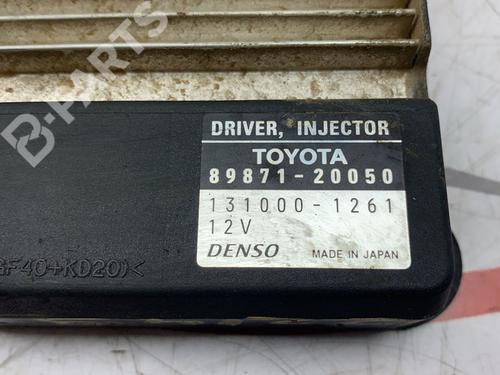 B-PARTS
DRIVER, INJECTOR
TOYOTA
89871-20050
131000-1261
12V
DENSO MADE IN JAPAN
GF40+KD20)<